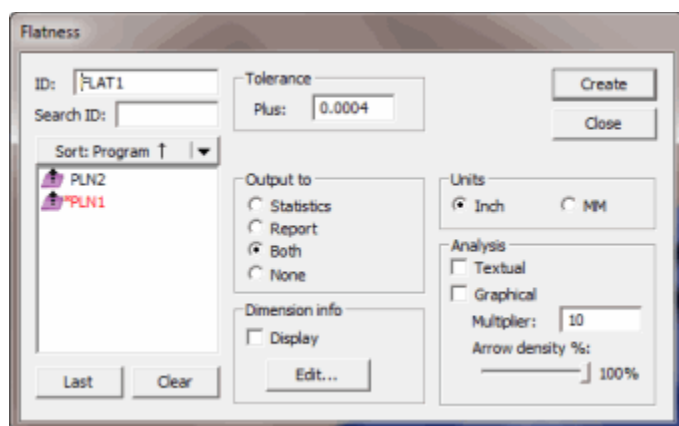 Flatness
ID: FLAT1
Search ID:
Sort: Program ↑
PLN2
*PLN1
Last Clear
Tolerance
Plus: 0.0004
Output to
Statistics
Report
Both
None
Dimension info
Display
Edit...
Create
Close
Units
Inch MM
Analysis
Textual
Graphical
Multiplier: 10
Arrow density %:
100%